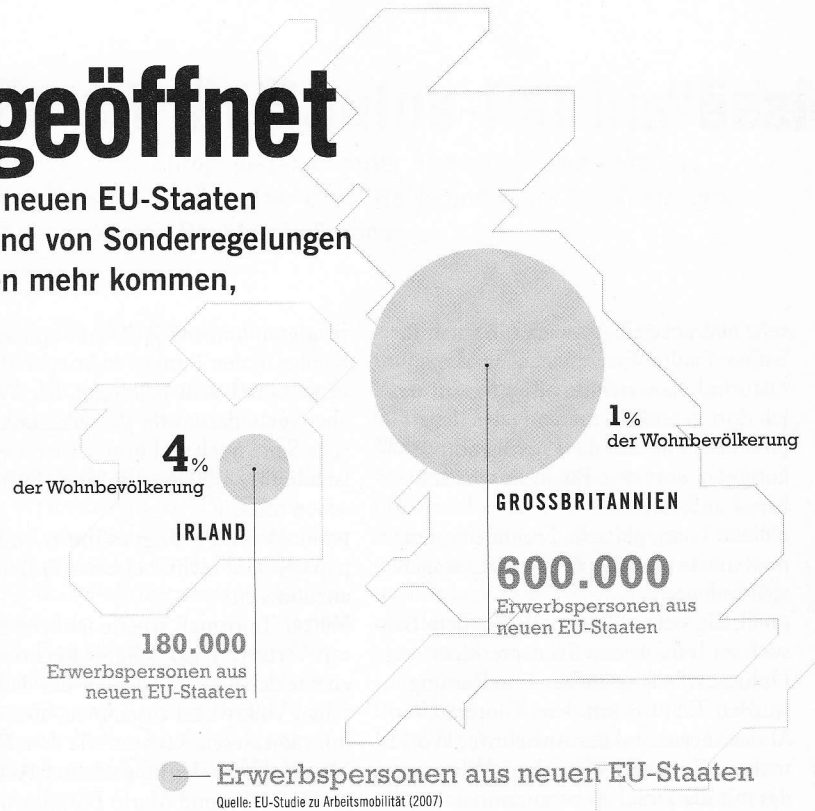 geöffnet
neuen EU-Staaten
nd von Sonderregelungen
n mehr kommen,
1%
der Wohnbevölkerung
4%
der Wohnbevölkerung
GROSSBRITANNIEN
IRLAND
600.000
Erwerbspersonen aus
neuen EU-Staaten
180.000
Erwerbspersonen aus
neuen EU-Staaten
Erwerbspersonen aus neuen EU-Staaten
Quelle: EU-Studie zu Arbeitsmobilität (2007)